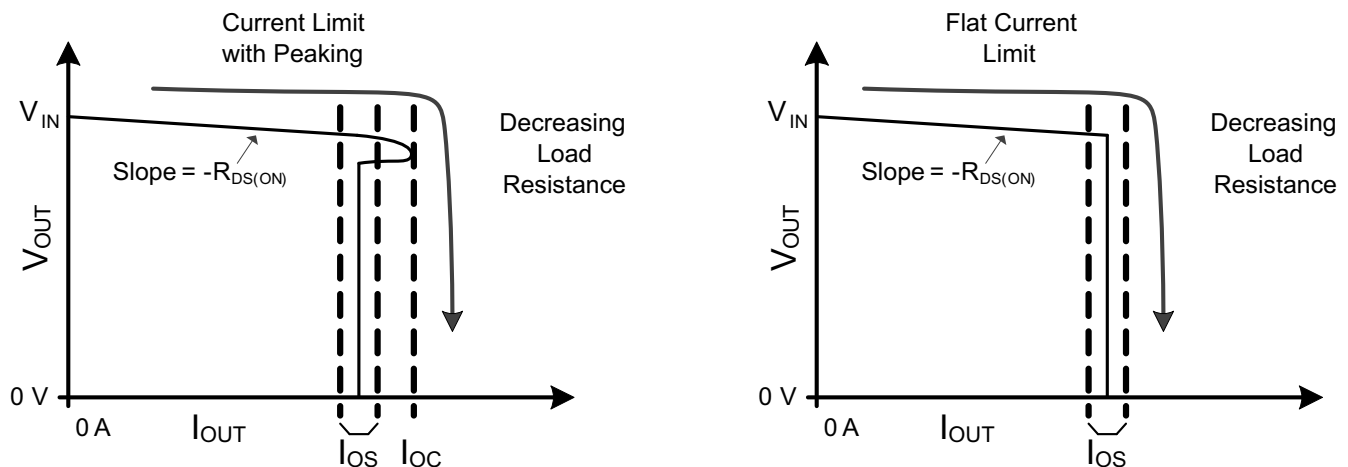 Current Limit
with Peaking
V_IN
Slope = -R_DS(ON)
Decreasing
Load
Resistance
V_OUT
0 V
0 A
I_OUT
I_OS
I_OC
Flat Current
Limit
V_IN
Slope = -R_DS(ON)
Decreasing
Load
Resistance
V_OUT
0 V
0 A
I_OUT
I_OS